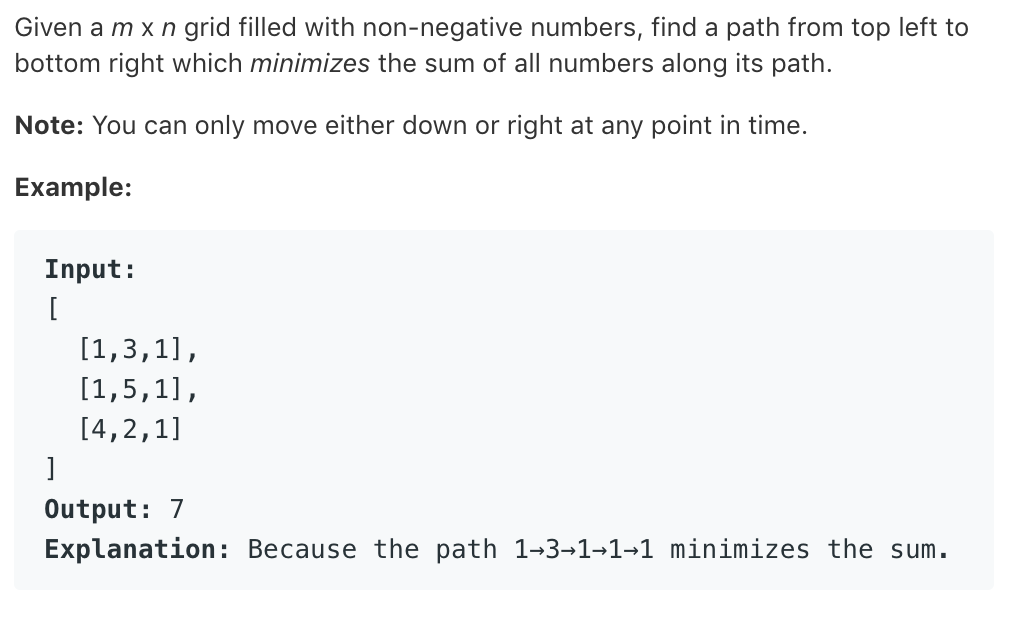 Given a m x n grid filled with non-negative numbers, find a path from top left to
bottom right which minimizes the sum of all numbers along its path.
Note: You can only move either down or right at any point in time.
Example:
Input:
[
  [1,3,1],
  [1,5,1],
  [4,2,1]
]
Output: 7
Explanation: Because the path 1→3→1→1→1 minimizes the sum.